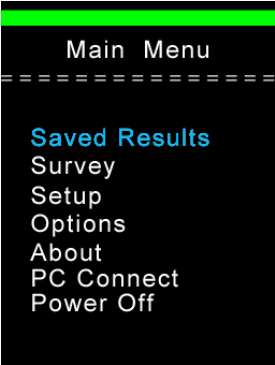 Main Menu
===============
Saved Results
Survey
Setup
Options
About
PC Connect
Power Off